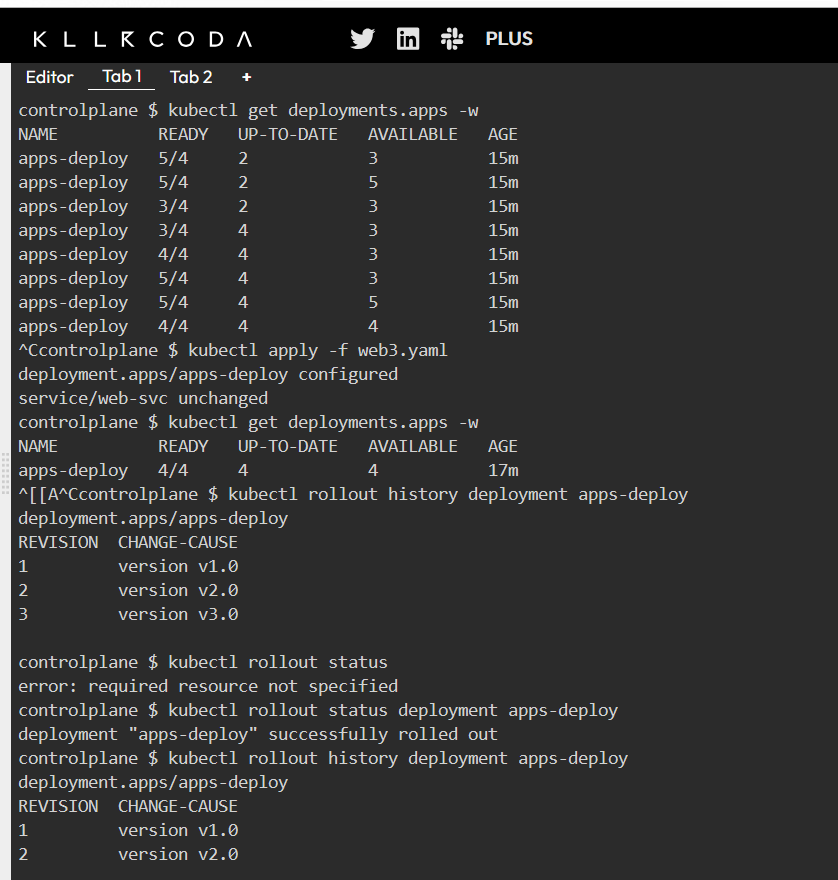 KLLRCODA PLUS
Editor Tab 1 Tab 2 +
controlplane $ kubectl get deployments.apps -w
NAME          READY   UP-TO-DATE   AVAILABLE   AGE
apps-deploy   5/4     2            3           15m
apps-deploy   5/4     2            5           15m
apps-deploy   3/4     2            3           15m
apps-deploy   3/4     4            3           15m
apps-deploy   4/4     4            3           15m
apps-deploy   5/4     4            3           15m
apps-deploy   5/4     4            5           15m
apps-deploy   4/4     4            4           15m
^Ccontrolplane $ kubectl apply -f web3.yaml
deployment.apps/apps-deploy configured
service/web-svc unchanged
controlplane $ kubectl get deployments.apps -w
NAME          READY   UP-TO-DATE   AVAILABLE   AGE
apps-deploy   4/4     4            4           17m
^[[A^Ccontrolplane $ kubectl rollout history deployment apps-deploy
deployment.apps/apps-deploy
REVISION  CHANGE-CAUSE
1         version v1.0
2         version v2.0
3         version v3.0
controlplane $ kubectl rollout status
error: required resource not specified
controlplane $ kubectl rollout status deployment apps-deploy
deployment "apps-deploy" successfully rolled out
controlplane $ kubectl rollout history deployment apps-deploy
deployment.apps/apps-deploy
REVISION  CHANGE-CAUSE
1         version v1.0
2         version v2.0